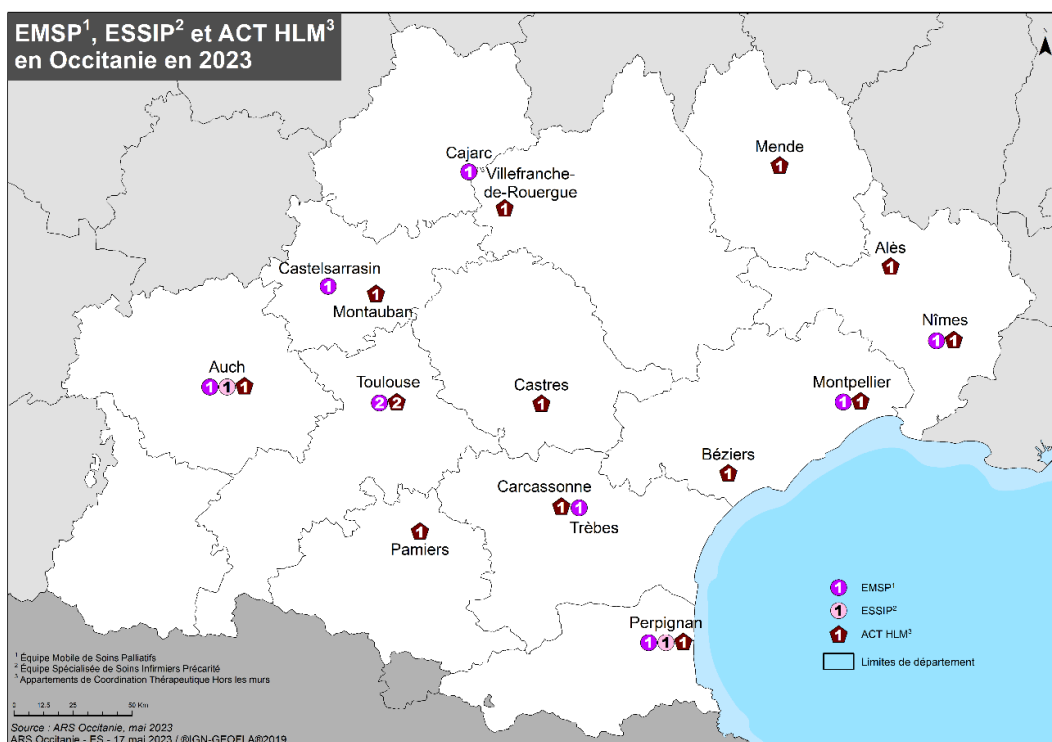 EMSP¹, ESSIP² et ACT HLM³
en Occitanie en 2023
Mende
Cajarc
1
1
Villefranche-
de-Rouergue
1
Alès
1
Castelsarrasin
1
1
Montauban
Nîmes
1 1
Auch
1 1 1
Toulouse
2 2
Castres
1
Montpellier
1 1
Béziers
1
Carcassonne
1 1
Trèbes
1
Pamiers
Perpignan
1 1 1
1 EMSP¹
1 ESSIP²
1 ACT HLM³
Limites de département
¹ Équipe Mobile de Soins Palliatifs
² Équipe Spécialisée de Soins Infirmiers Précarité
³ Appartements de Coordination Thérapeutique Hors les murs
0 12.5 25 50 Km
Source : ARS Occitanie, mai 2023
ARS Occitanie - ES - 17 mai 2023 / @IGN-GEOFLA®2019